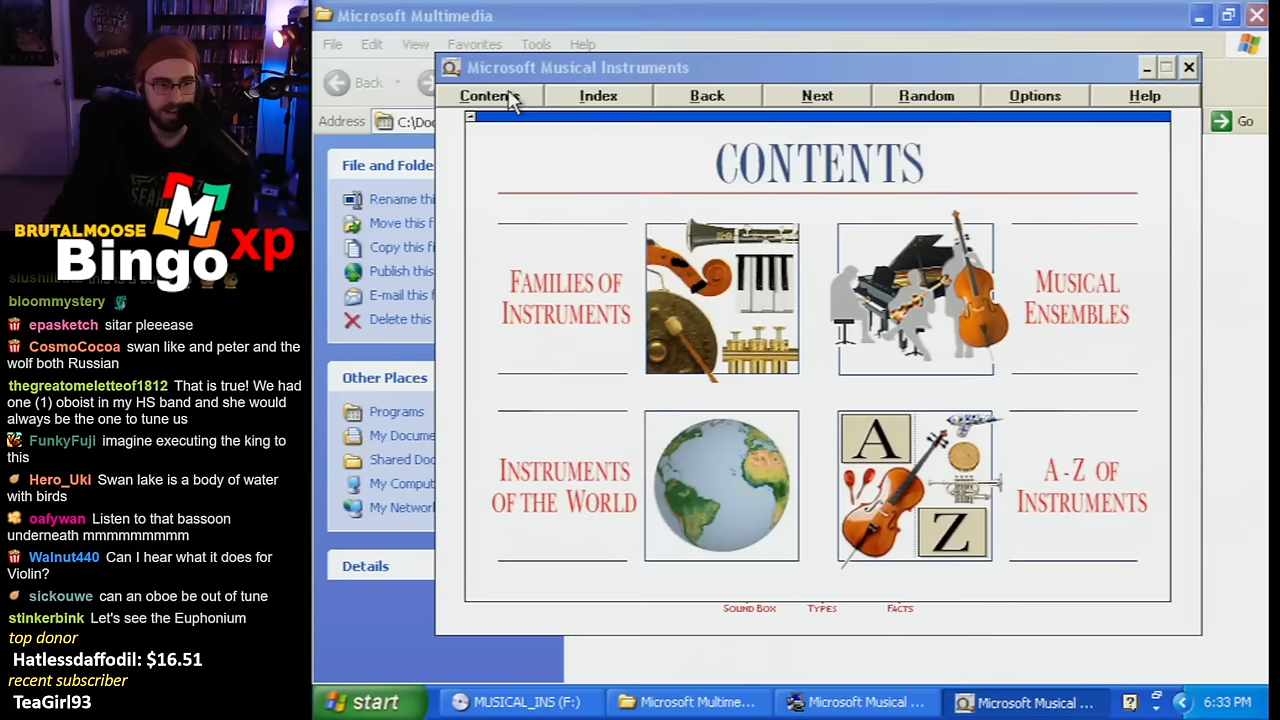 Microsoft Multimedia
File Edit View Favorites Tools Help
Microsoft Musical Instruments
Back
Contents Index Back Next Random Options Help
Address C:\Doc
Go
CONTENTS
FAMILIES OF
INSTRUMENTS
MUSICAL
ENSEMBLES
INSTRUMENTS
OF THE WORLD
A
Z
A-Z OF
INSTRUMENTS
SOUND BOX TYPES FACTS
File and Folde
Rename thi
Move this f
Copy this fi
Publish this
E-mail this f
Delete this
Other Places
Programs
My Docume
Shared Doc
My Comput
My Network
Details
BRUTALMOOSE
M
Bingo xp
bloommystery
epasketch sitar pleeease
CosmoCocoa swan like and peter and the
wolf both Russian
thegreatomeletteof1812 That is true! We had
one (1) oboist in my HS band and she would
always be the one to tune us
FunkyFuji imagine executing the king to
this
Hero_Uki Swan lake is a body of water
with birds
oafywan Listen to that bassoon
underneath mmmmmmmmm
Walnut440 Can I hear what it does for
Violin?
sickouwe can an oboe be out of tune
stinkerbink Let's see the Euphonium
top donor
Hatlessdaffodil: $16.51
recent subscriber
TeaGirl93
start MUSICAL_INS (F:) Microsoft Multime... Microsoft Musical ... Microsoft Musical ... 6:33 PM